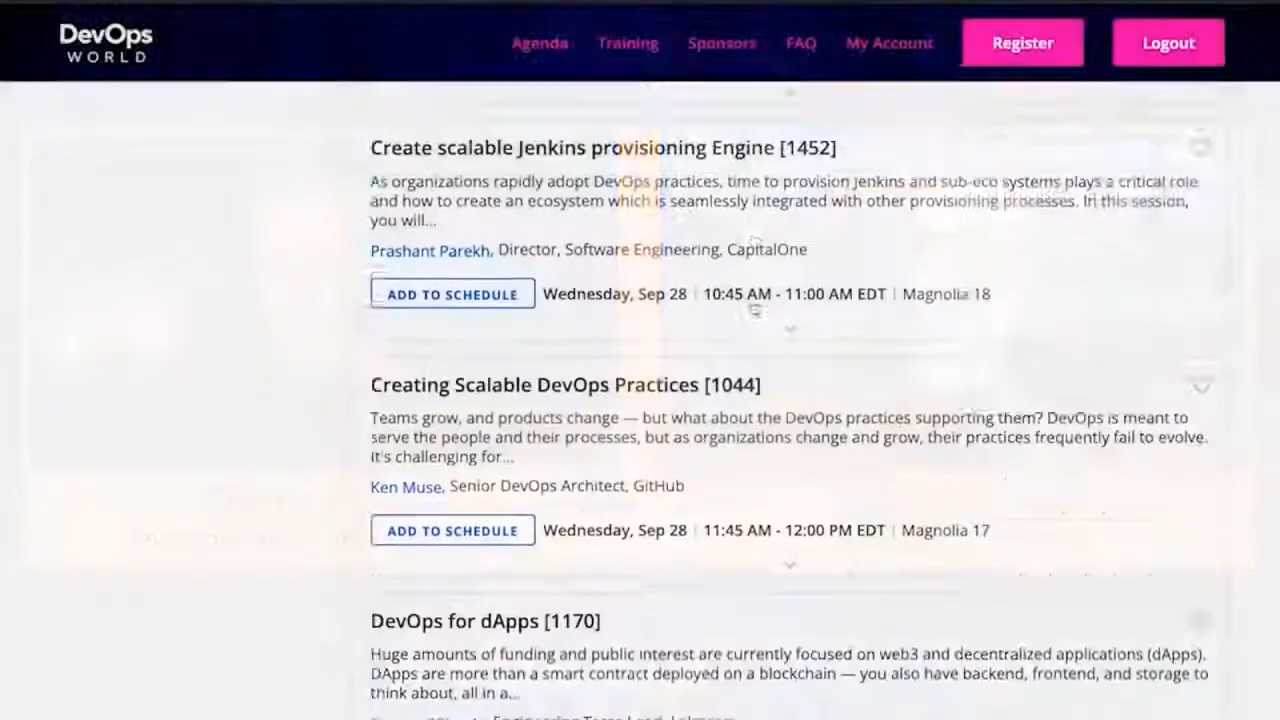 DevOps
WORLD
Agenda Training Sponsors FAQ My Account Register Logout
Create scalable Jenkins provisioning Engine [1452]
As organizations rapidly adopt DevOps practices, time to provision Jenkins and sub-eco systems plays a critical role
and how to create an ecosystem which is seamlessly integrated with other provisioning processes. In this session,
you will...
Prashant Parekh, Director, Software Engineering, CapitalOne
ADD TO SCHEDULE Wednesday, Sep 28 | 10:45 AM - 11:00 AM EDT | Magnolia 18
Creating Scalable DevOps Practices [1044]
Teams grow, and products change — but what about the DevOps practices supporting them? DevOps is meant to
serve the people and their processes, but as organizations change and grow, their practices frequently fail to evolve.
It's challenging for...
Ken Muse, Senior DevOps Architect, GitHub
ADD TO SCHEDULE Wednesday, Sep 28 | 11:45 AM - 12:00 PM EDT | Magnolia 17
DevOps for dApps [1170]
Huge amounts of funding and public interest are currently focused on web3 and decentralized applications (dApps).
DApps are more than a smart contract deployed on a blockchain — you also have backend, frontend, and storage to
think about, all in a...